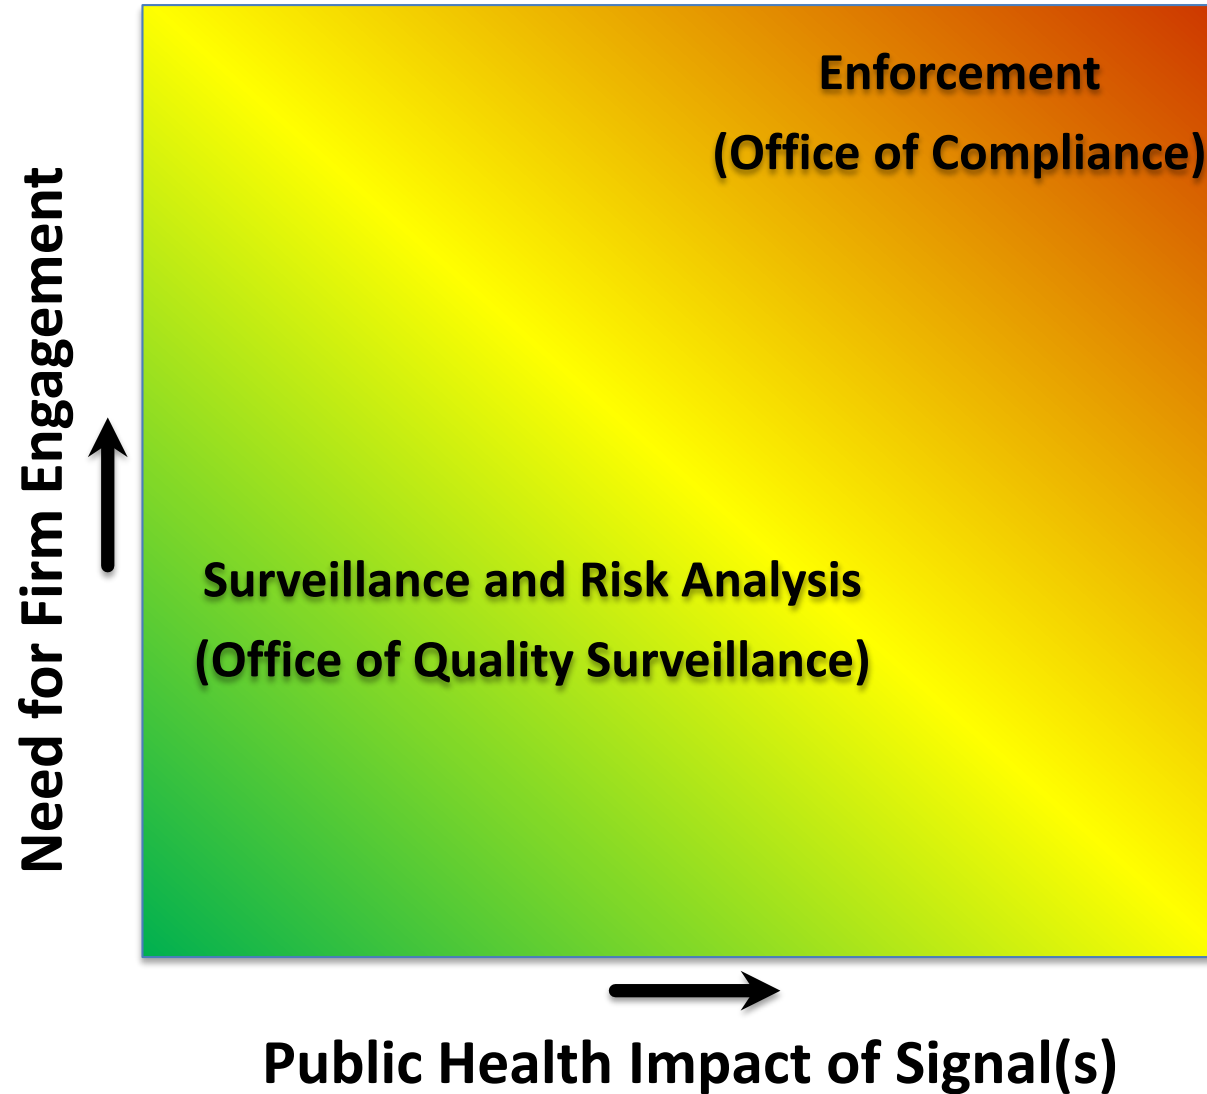 Enforcement
(Office of Compliance)
Need for Firm Engagement
Surveillance and Risk Analysis
(Office of Quality Surveillance)
Public Health Impact of Signal(s)